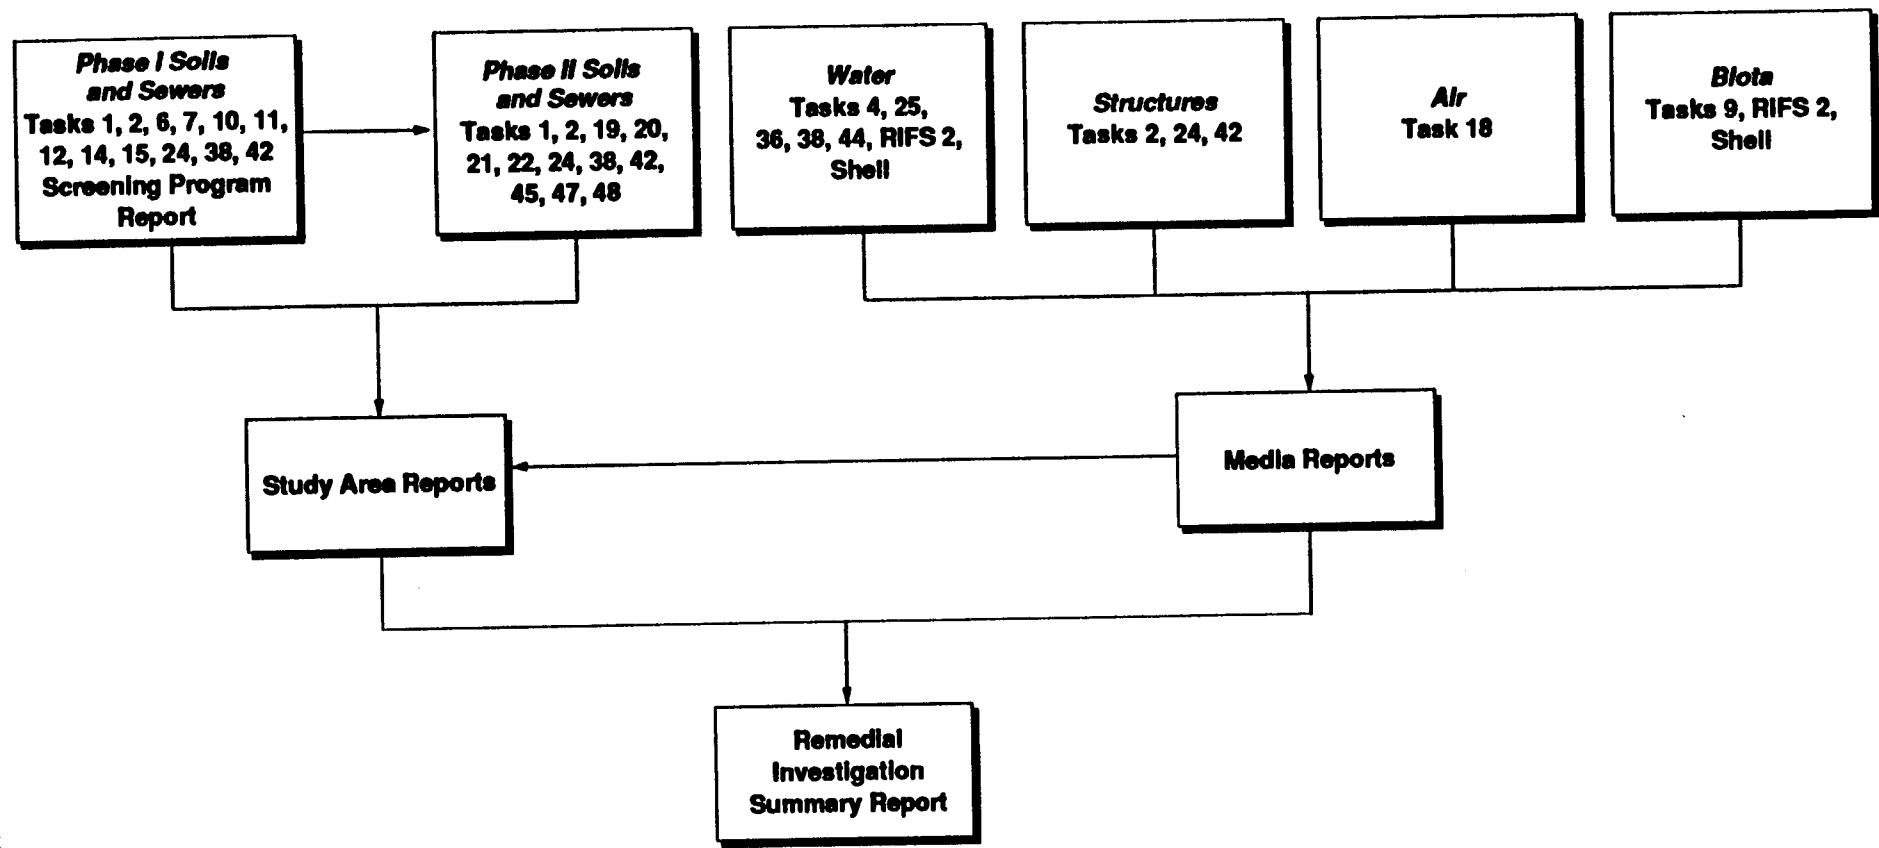 Phase I Soils
and Sewers
Tasks 1, 2, 6, 7, 10, 11,
12, 14, 15, 24, 38, 42
Screening Program
Report
Phase II Soils
and Sewers
Tasks 1, 2, 19, 20,
21, 22, 24, 38, 42,
45, 47, 48
Water
Tasks 4, 25,
36, 38, 44, RIFS 2,
Shell
Structures
Tasks 2, 24, 42
Air
Task 18
Biota
Tasks 9, RIFS 2,
Shell
Study Area Reports
Media Reports
Remedial
Investigation
Summary Report